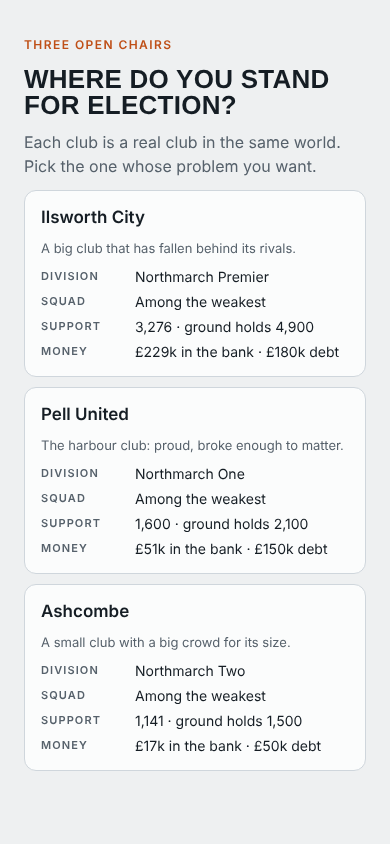 THREE OPEN CHAIRS
WHERE DO YOU STAND
FOR ELECTION?
Each club is a real club in the same world.
Pick the one whose problem you want.
Ilsworth City
A big club that has fallen behind its rivals.
DIVISION Northmarch Premier
SQUAD Among the weakest
SUPPORT 3,276 · ground holds 4,900
MONEY £229k in the bank · £180k debt
Pell United
The harbour club: proud, broke enough to matter.
DIVISION Northmarch One
SQUAD Among the weakest
SUPPORT 1,600 · ground holds 2,100
MONEY £51k in the bank · £150k debt
Ashcombe
A small club with a big crowd for its size.
DIVISION Northmarch Two
SQUAD Among the weakest
SUPPORT 1,141 · ground holds 1,500
MONEY £17k in the bank · £50k debt